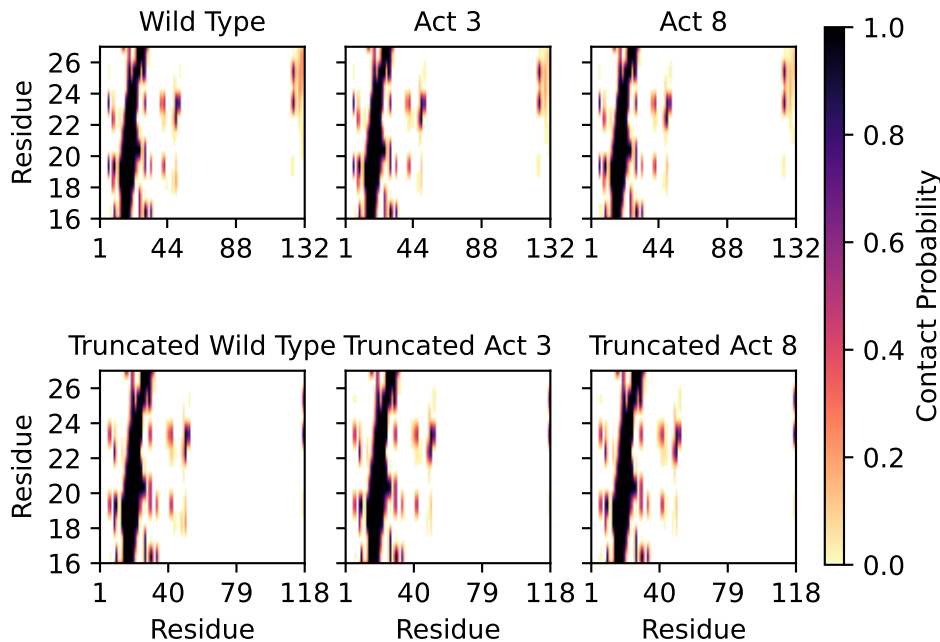 Wild Type Act 3 Act 8
Residue
26
24
22
20
18
16
1 44 88 132 1 44 88 132 1 44 88 132
Truncated Wild Type Truncated Act 3 Truncated Act 8
Residue
26
24
22
20
18
16
1 40 79 118 1 40 79 118 1 40 79 118
Residue Residue Residue
1.0
0.8
0.6
0.4
0.2
0.0
Contact Probability